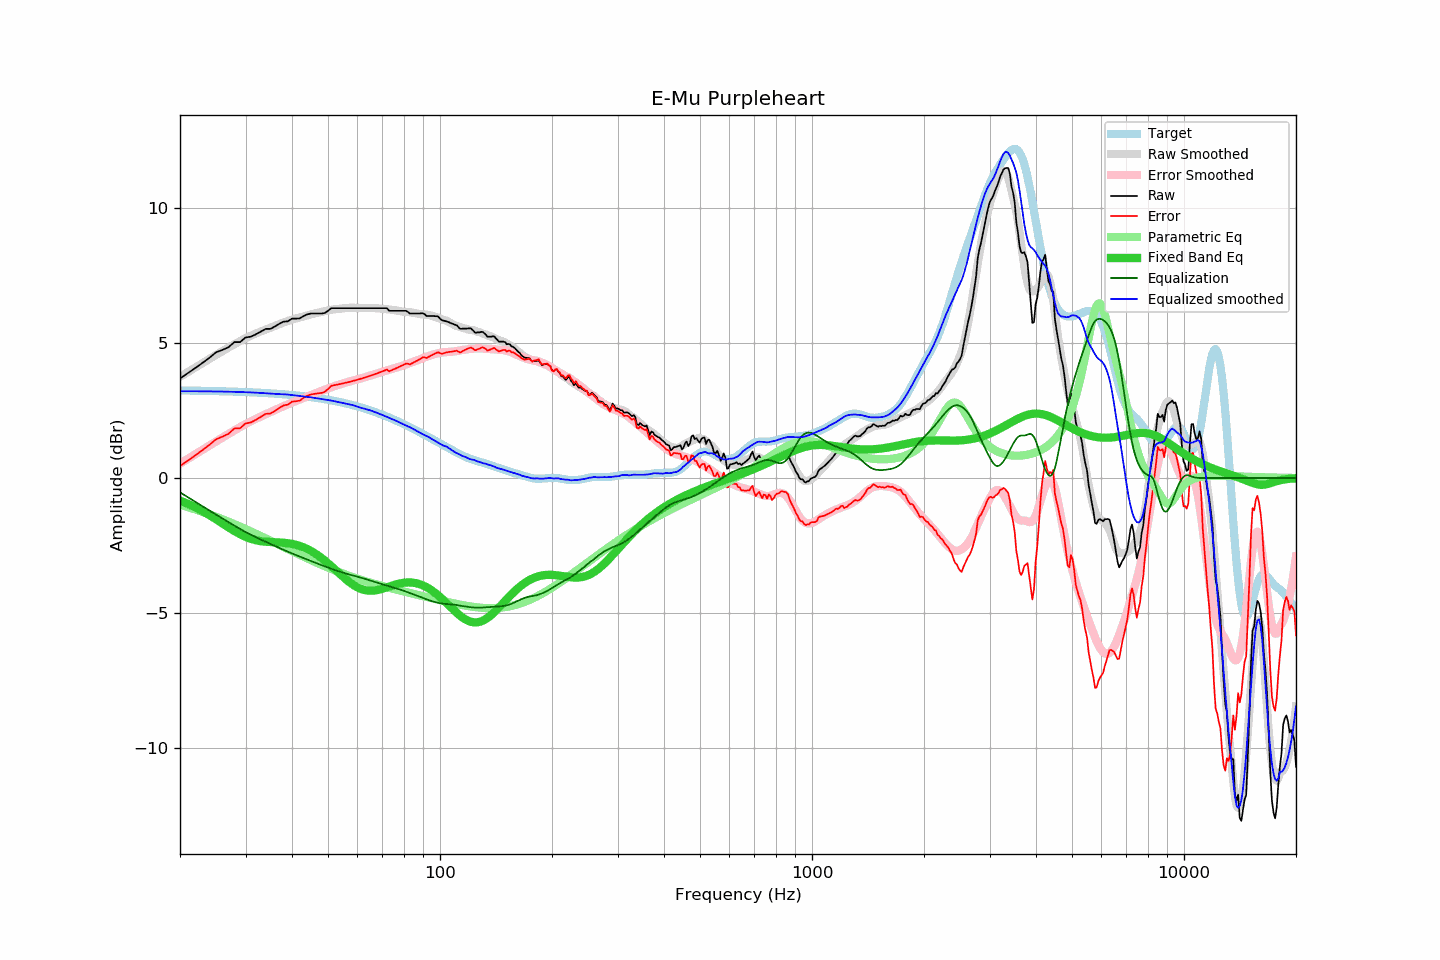 E-Mu Purpleheart
Target
Raw Smoothed
Error Smoothed
Raw
Error
Parametric Eq
Fixed Band Eq
Equalization
Equalized smoothed
10
5
0
−5
−10
Amplitude (dBr)
100
1000
10000
Frequency (Hz)